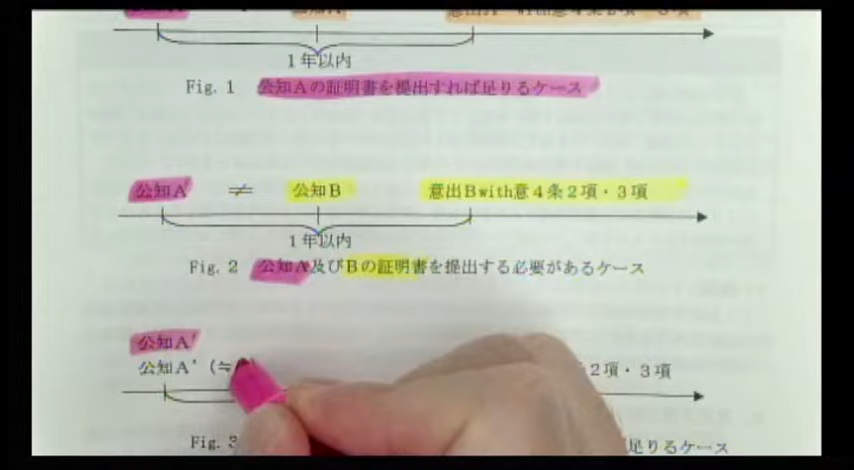 1年以内
Fig. 1 公知Aの証明書を提出すれば足りるケース
公知A ≠ 公知B 意出Bwith意4条2項・3項
1年以内
Fig. 2 公知A及びBの証明書を提出する必要があるケース
公知A
公知A' (≒
2項・3項
Fig. 3 足りるケース